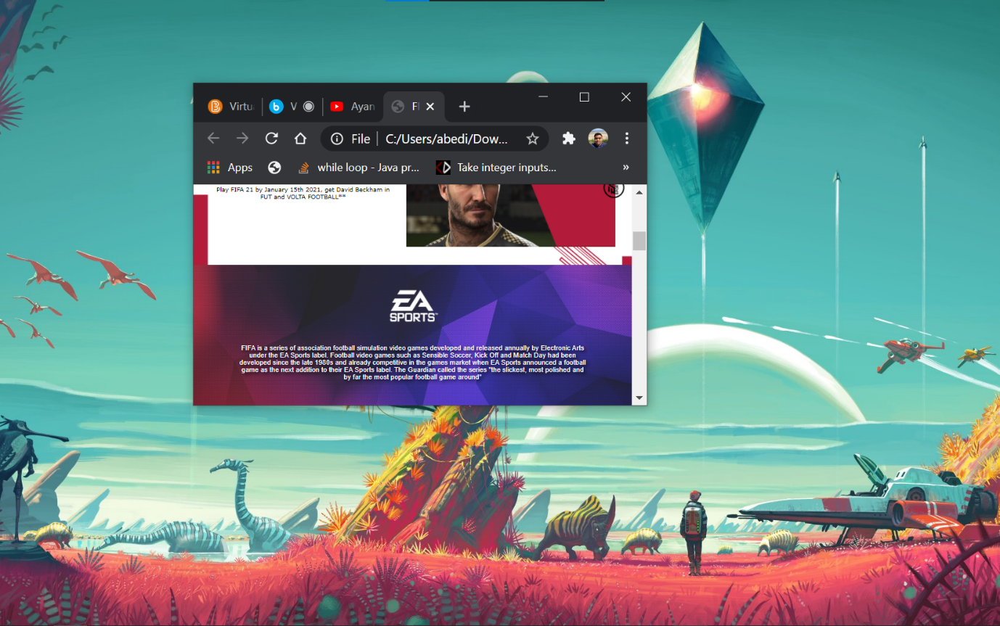 Virtu
V
Ayan
FI
File
C:/Users/abedi/Dow...
Apps
while loop - Java pr...
Take integer inputs...
»
Play FIFA 21 by January 15th 2021, get David Beckham in
FUT and VOLTA FOOTBALL**
EA
SPORTS™
FIFA is a series of association football simulation video games developed and released annually by Electronic Arts
under the EA Sports label. Football video games such as Sensible Soccer, Kick Off and Match Day had been
developed since the late 1980s and already competitive in the games market when EA Sports announced a football
game as the next addition to their EA Sports label. The Guardian called the series "the slickest, most polished and
by far the most popular football game around"